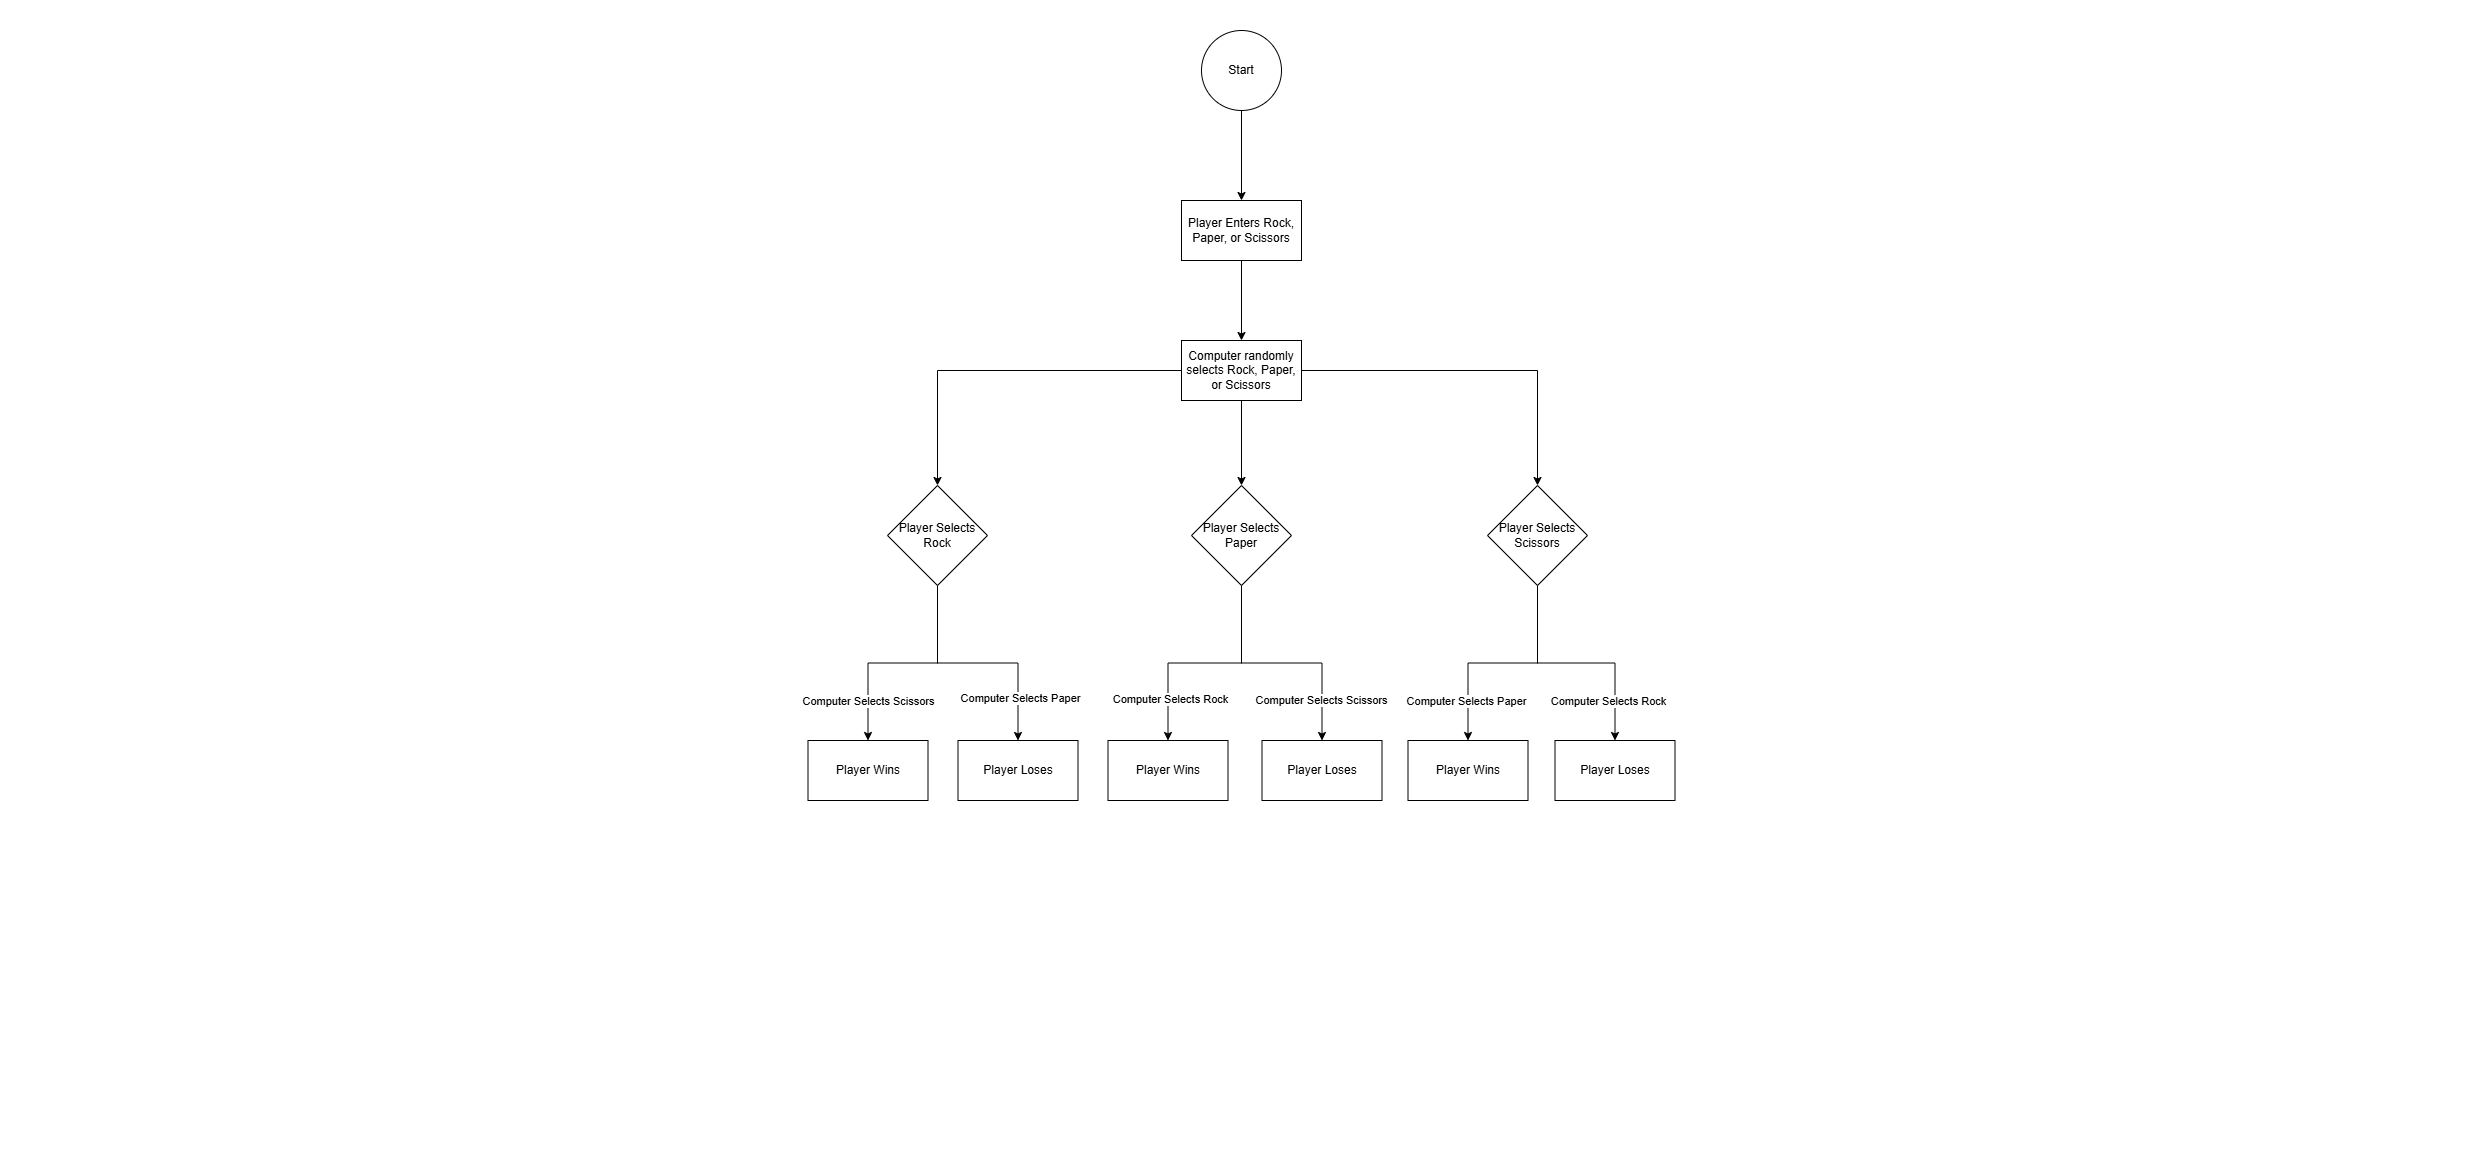 Start
Player Enters Rock,
Paper, or Scissors
Computer randomly
selects Rock, Paper,
or Scissors
Player Selects
Rock
Player Selects
Paper
Player Selects
Scissors
Computer Selects Scissors
Computer Selects Paper
Computer Selects Rock
Computer Selects Scissors
Computer Selects Paper
Computer Selects Rock
Player Wins
Player Loses
Player Wins
Player Loses
Player Wins
Player Loses